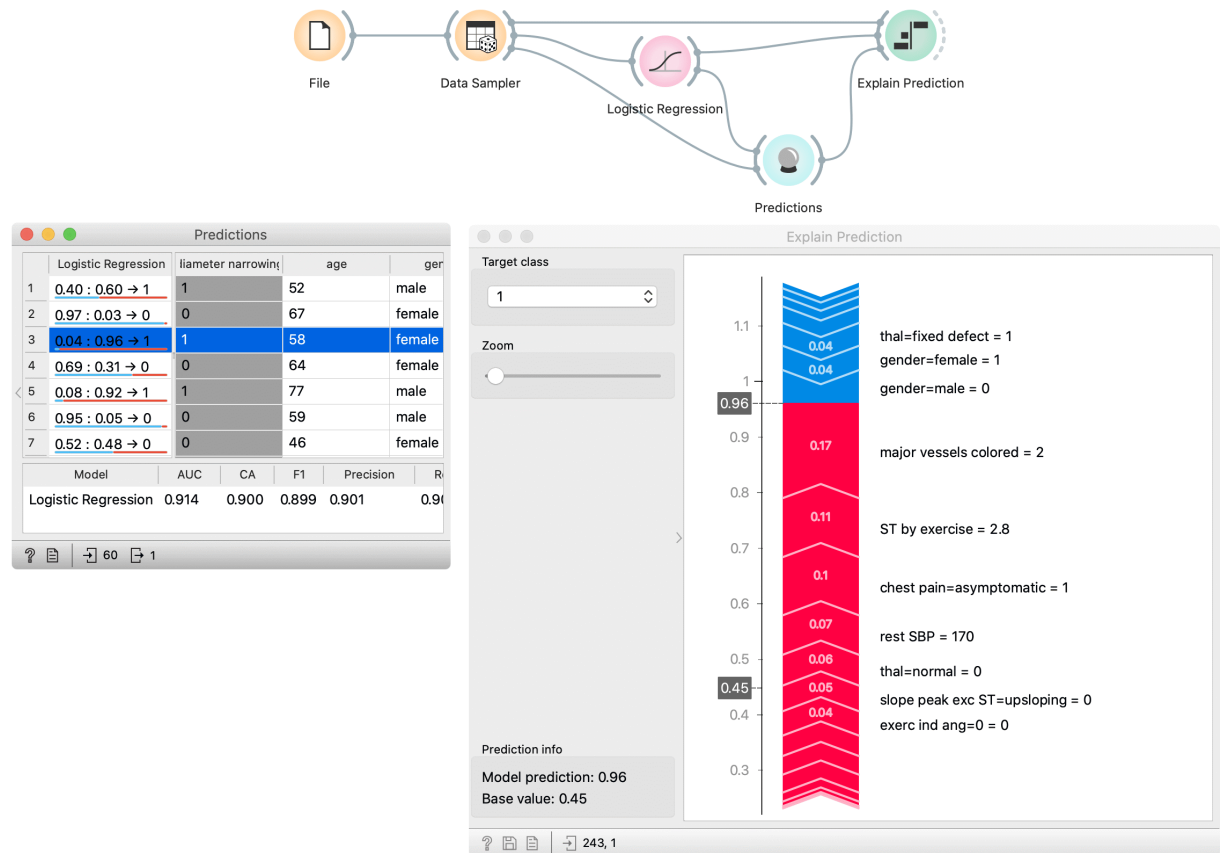 File
Data Sampler
Logistic Regression
Explain Prediction
Predictions
Predictions
Logistic Regression liameter narrowing age gen
1 0.40 : 0.60 → 1 1 52 male
2 0.97 : 0.03 → 0 0 67 female
3 0.04 : 0.96 → 1 1 58 female
4 0.69 : 0.31 → 0 0 64 female
5 0.08 : 0.92 → 1 1 77 male
6 0.95 : 0.05 → 0 0 59 male
7 0.52 : 0.48 → 0 0 46 female
Model AUC CA F1 Precision Re
Logistic Regression 0.914 0.900 0.899 0.901 0.90
? 60 1
Explain Prediction
Target class
1
Zoom
Prediction info
Model prediction: 0.96
Base value: 0.45
1.1
1
0.96
0.9
0.8
0.7
0.6
0.5
0.45
0.4
0.3
0.04
0.04
0.17
0.11
0.1
0.07
0.06
0.05
0.04
thal=fixed defect = 1
gender=female = 1
gender=male = 0
major vessels colored = 2
ST by exercise = 2.8
chest pain=asymptomatic = 1
rest SBP = 170
thal=normal = 0
slope peak exc ST=upsloping = 0
exerc ind ang=0 = 0
? 243, 1